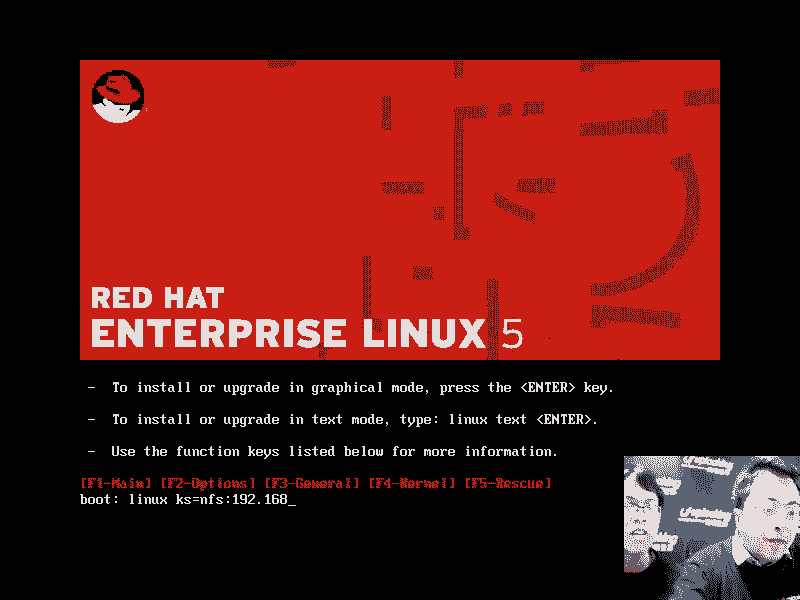 RED HAT
ENTERPRISE LINUX 5
- To install or upgrade in graphical mode, press the <ENTER> key.
- To install or upgrade in text mode, type: linux text <ENTER>.
- Use the function keys listed below for more information.
[F1-Main] [F2-Options] [F3-General] [F4-Kernel] [F5-Rescue]
boot: linux ks=nfs:192.168_